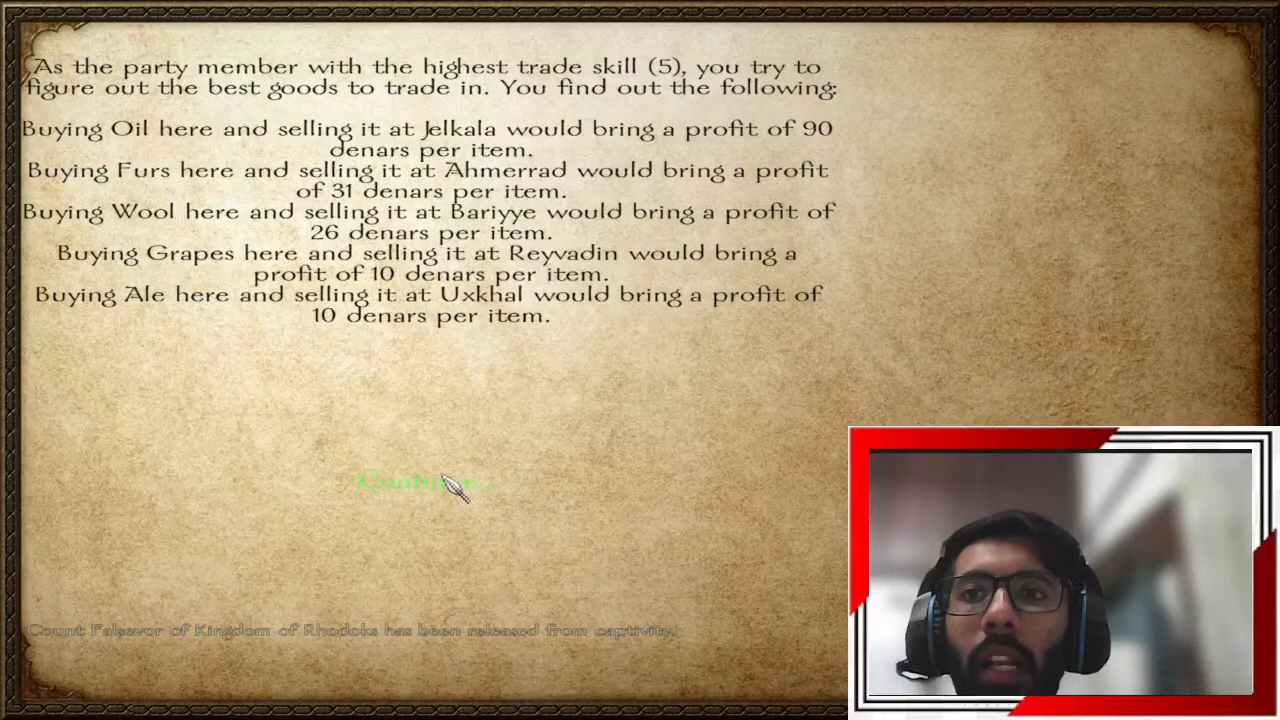 As the party member with the highest trade skill (5), you try to
figure out the best goods to trade in. You find out the following:
Buying Oil here and selling it at Jelkala would bring a profit of 90
denars per item.
Buying Furs here and selling it at Ahmerrad would bring a profit
of 31 denars per item.
Buying Wool here and selling it at Bariyye would bring a profit of
26 denars per item.
Buying Grapes here and selling it at Reyvadin would bring a
profit of 10 denars per item.
Buying Ale here and selling it at Uxkhal would bring a profit of
10 denars per item.
Continue...
Count Falsevor of Kingdom of Rhodoks has been released from captivity.